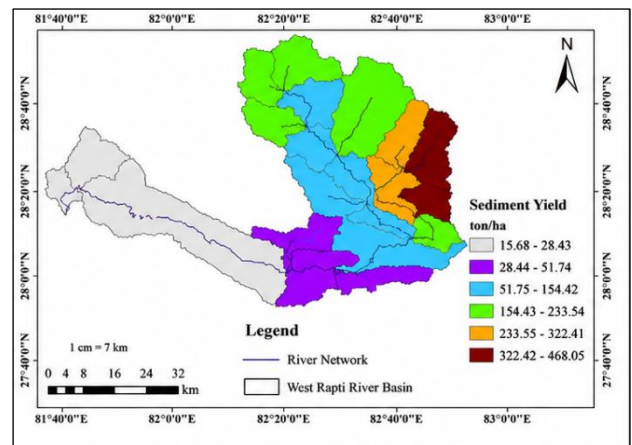 81°40'0"E 82°0'0"E 82°20'0"E 82°40'0"E 83°0'0"E
N
28°40'0"N 28°40'0"N
28°20'0"N 28°20'0"N
28°0'0"N 28°0'0"N
27°40'0"N 27°40'0"N
Sediment Yield
ton/ha
15.68 - 28.43
28.44 - 51.74
51.75 - 154.42
154.43 - 233.54
233.55 - 322.41
322.42 - 468.05
1 cm = 7 km
Legend
River Network
West Rapti River Basin
0 4 8 16 24 32
km
81°40'0"E 82°0'0"E 82°20'0"E 82°40'0"E 83°0'0"E